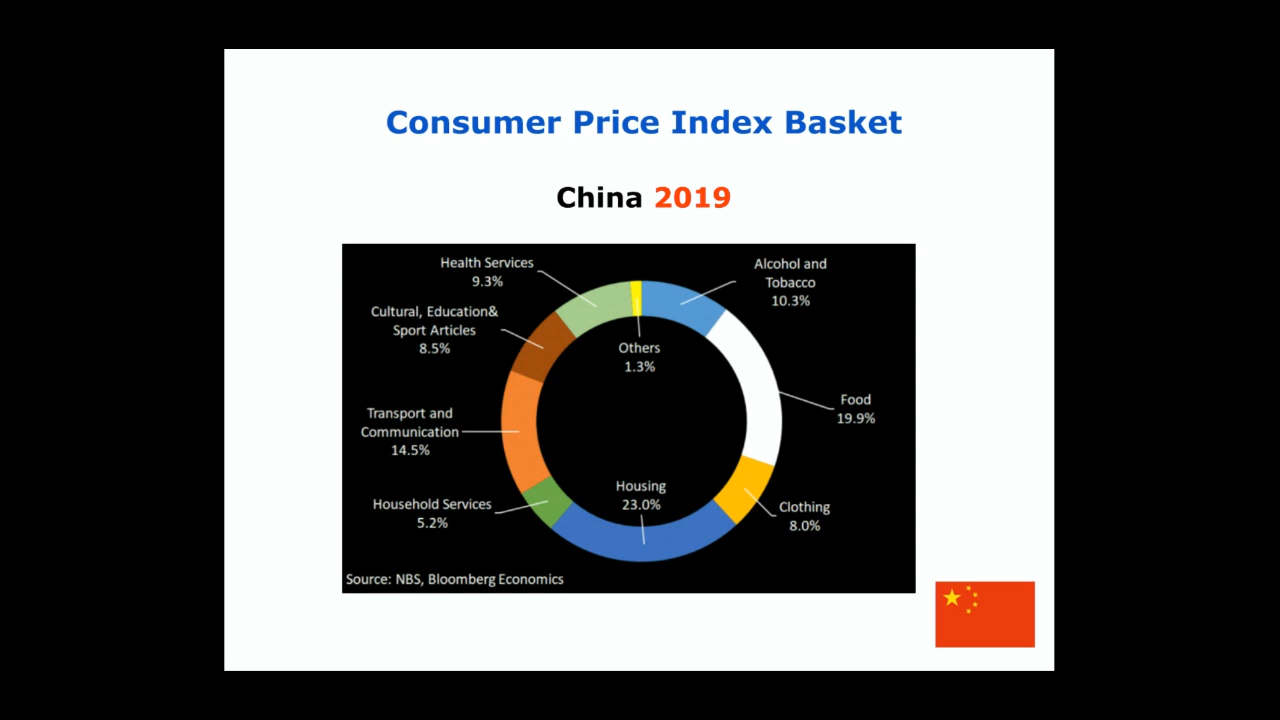 Consumer Price Index Basket
China 2019
Health Services
9.3%
Alcohol and
Tobacco
10.3%
Cultural, Education&
Sport Articles
8.5%
Others
1.3%
Transport and
Communication
14.5%
Food
19.9%
Household Services
5.2%
Housing
23.0%
Clothing
8.0%
Source: NBS, Bloomberg Economics